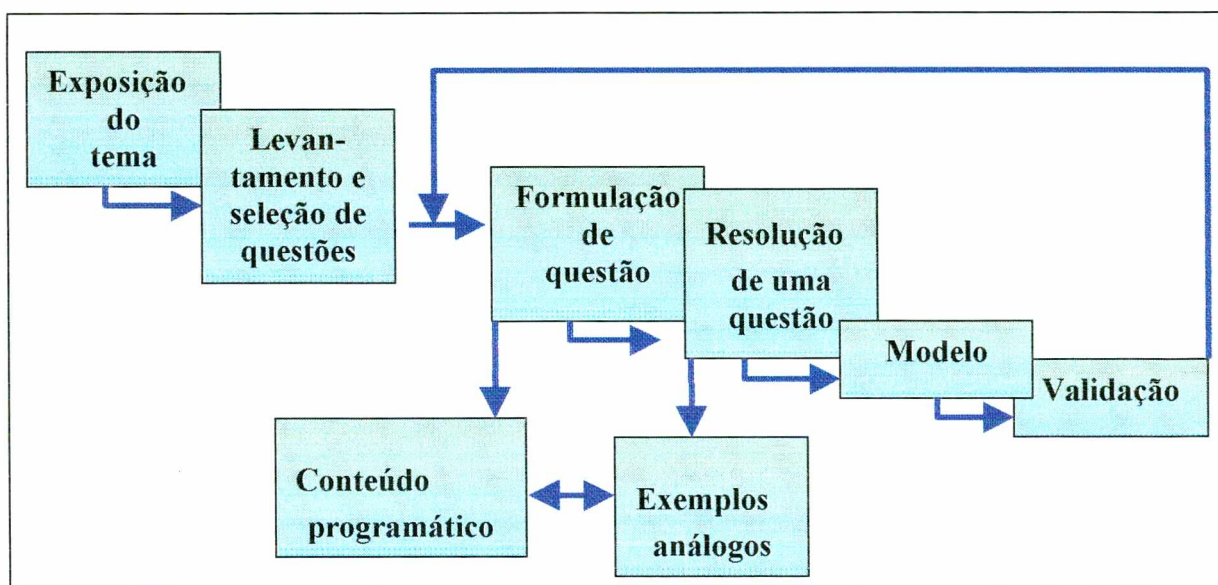 Exposição
do
tema
Levan-
tamento e
seleção de
questões
Formulação
de
questão
Resolução
de uma
questão
Modelo
Validação
Conteúdo
programático
Exemplos
análogos